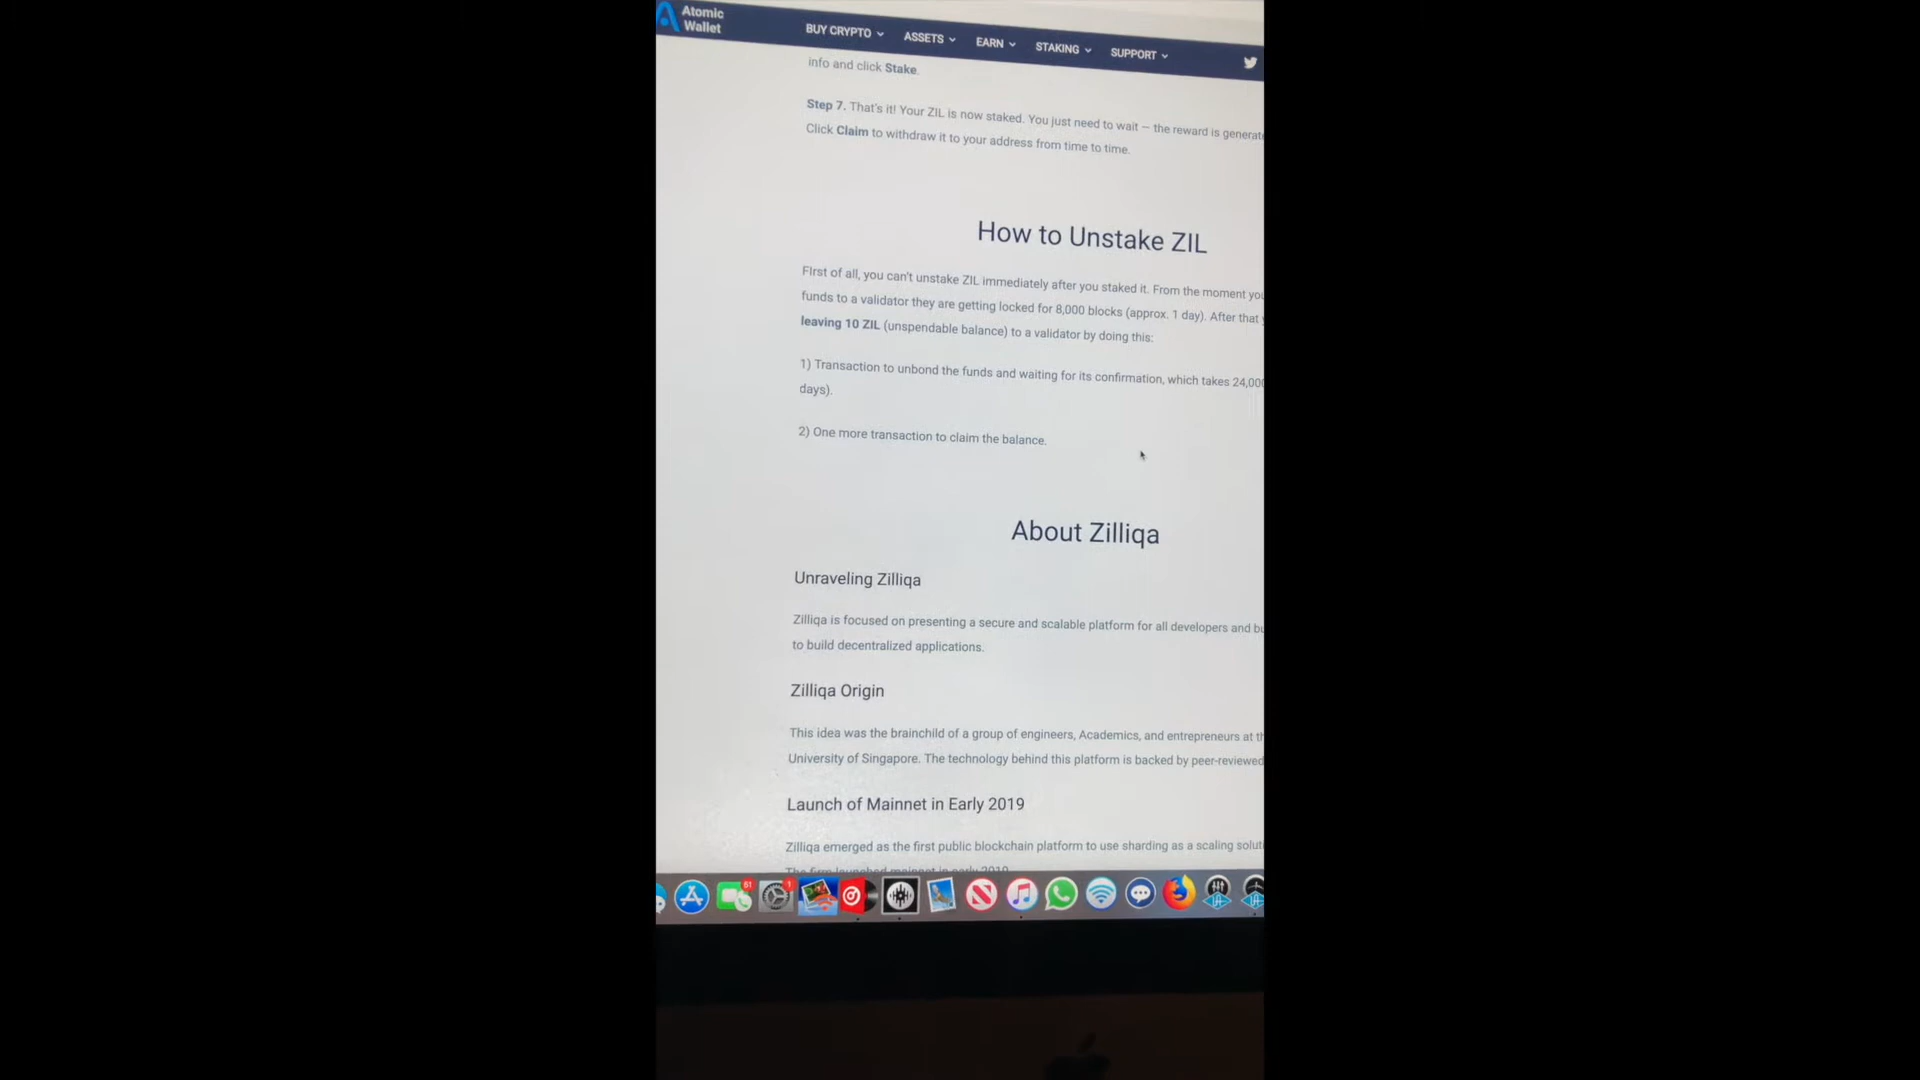 Atomic
Wallet
BUY CRYPTO
ASSETS
EARN
STAKING
SUPPORT
info and click Stake.
Step 7. That's it! Your ZIL is now staked. You just need to wait — the reward is
Click Claim to withdraw it to your address from time to time.
How to Unstake ZIL
FIrst of all, you can't unstake ZIL immediately after you staked it. From the moment
funds to a validator they are getting locked for 8,000 blocks (approx. 1 day). After that
leaving 10 ZIL (unspendable balance) to a validator by doing this:
1) Transaction to unbond the funds and waiting for its confirmation, which takes
days).
2) One more transaction to claim the balance.
About Zilliqa
Unraveling Zilliqa
Zilliqa is focused on presenting a secure and scalable platform for all developers and
to build decentralized applications.
Zilliqa Origin
This idea was the brainchild of a group of engineers, Academics, and entrepreneurs at
University of Singapore. The technology behind this platform is backed by peer-reviewed
Launch of Mainnet in Early 2019
Zilliqa emerged as the first public blockchain platform to use sharding as a scaling
61
1